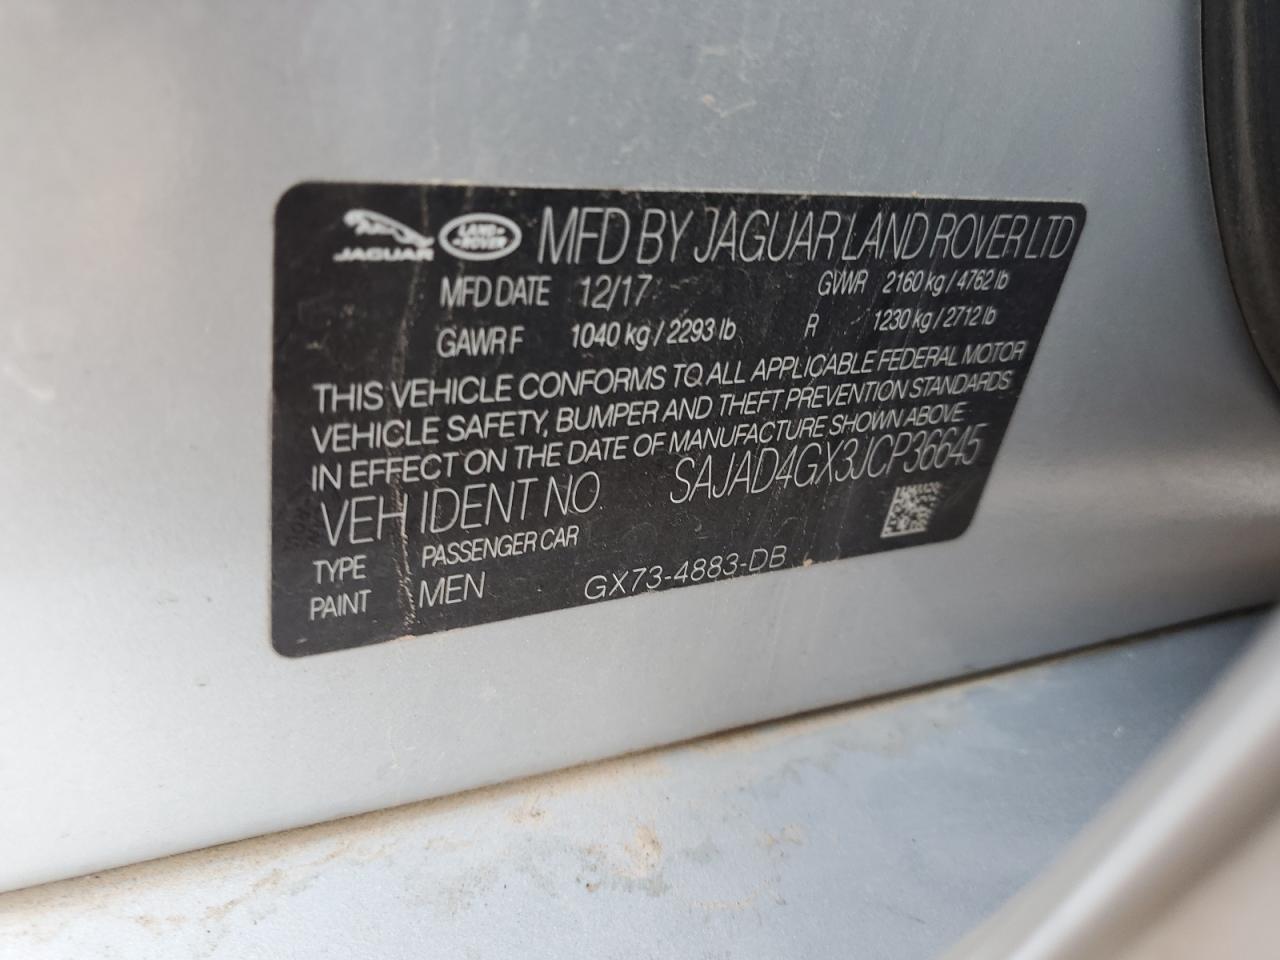 JAGUAR LAND ROVER MFD BY JAGUAR LAND ROVER LTD
MFD DATE 12/17 GVWR 2160 kg / 4762 lb
GAWR F 1040 kg / 2293 lb R 1230 kg / 2712 lb
THIS VEHICLE CONFORMS TO ALL APPLICABLE FEDERAL MOTOR
VEHICLE SAFETY, BUMPER AND THEFT PREVENTION STANDARDS
IN EFFECT ON THE DATE OF MANUFACTURE SHOWN ABOVE
VEH IDENT NO SAJAD4GX3JCP36645
TYPE PASSENGER CAR
PAINT MEN GX73-4883-DB